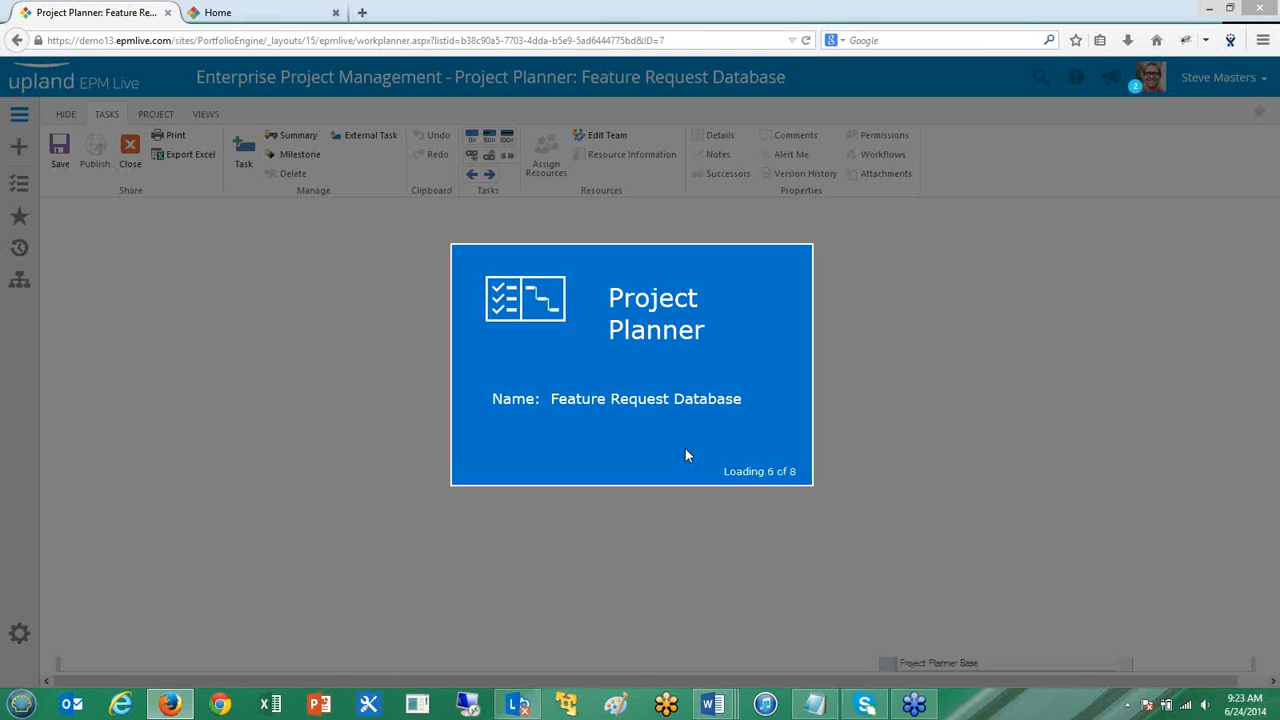 Project Planner: Feature Re...
Home
https://demo13.epmlive.com/sites/PortfolioEngine/_layouts/15/epmlive/workplanner.aspx?listid=b38c90a5-7703-4dda-b5e9-5ad6444775bd&ID=7
Google
upland EPM Live
Enterprise Project Management - Project Planner: Feature Request Database
2
Steve Masters
HIDE TASKS PROJECT VIEWS
Save Publish Close
Print
Export Excel
Share
Task
Summary
Milestone
Delete
External Task
Manage
Undo
Redo
Clipboard
0% 50% 100%
Tasks
Assign
Resources
Edit Team
Resource Information
Resources
Details
Notes
Successors
Comments
Alert Me
Version History
Permissions
Workflows
Attachments
Properties
Project
Planner
Name: Feature Request Database
Loading 6 of 8
Project Planner Base
9:23 AM
6/24/2014